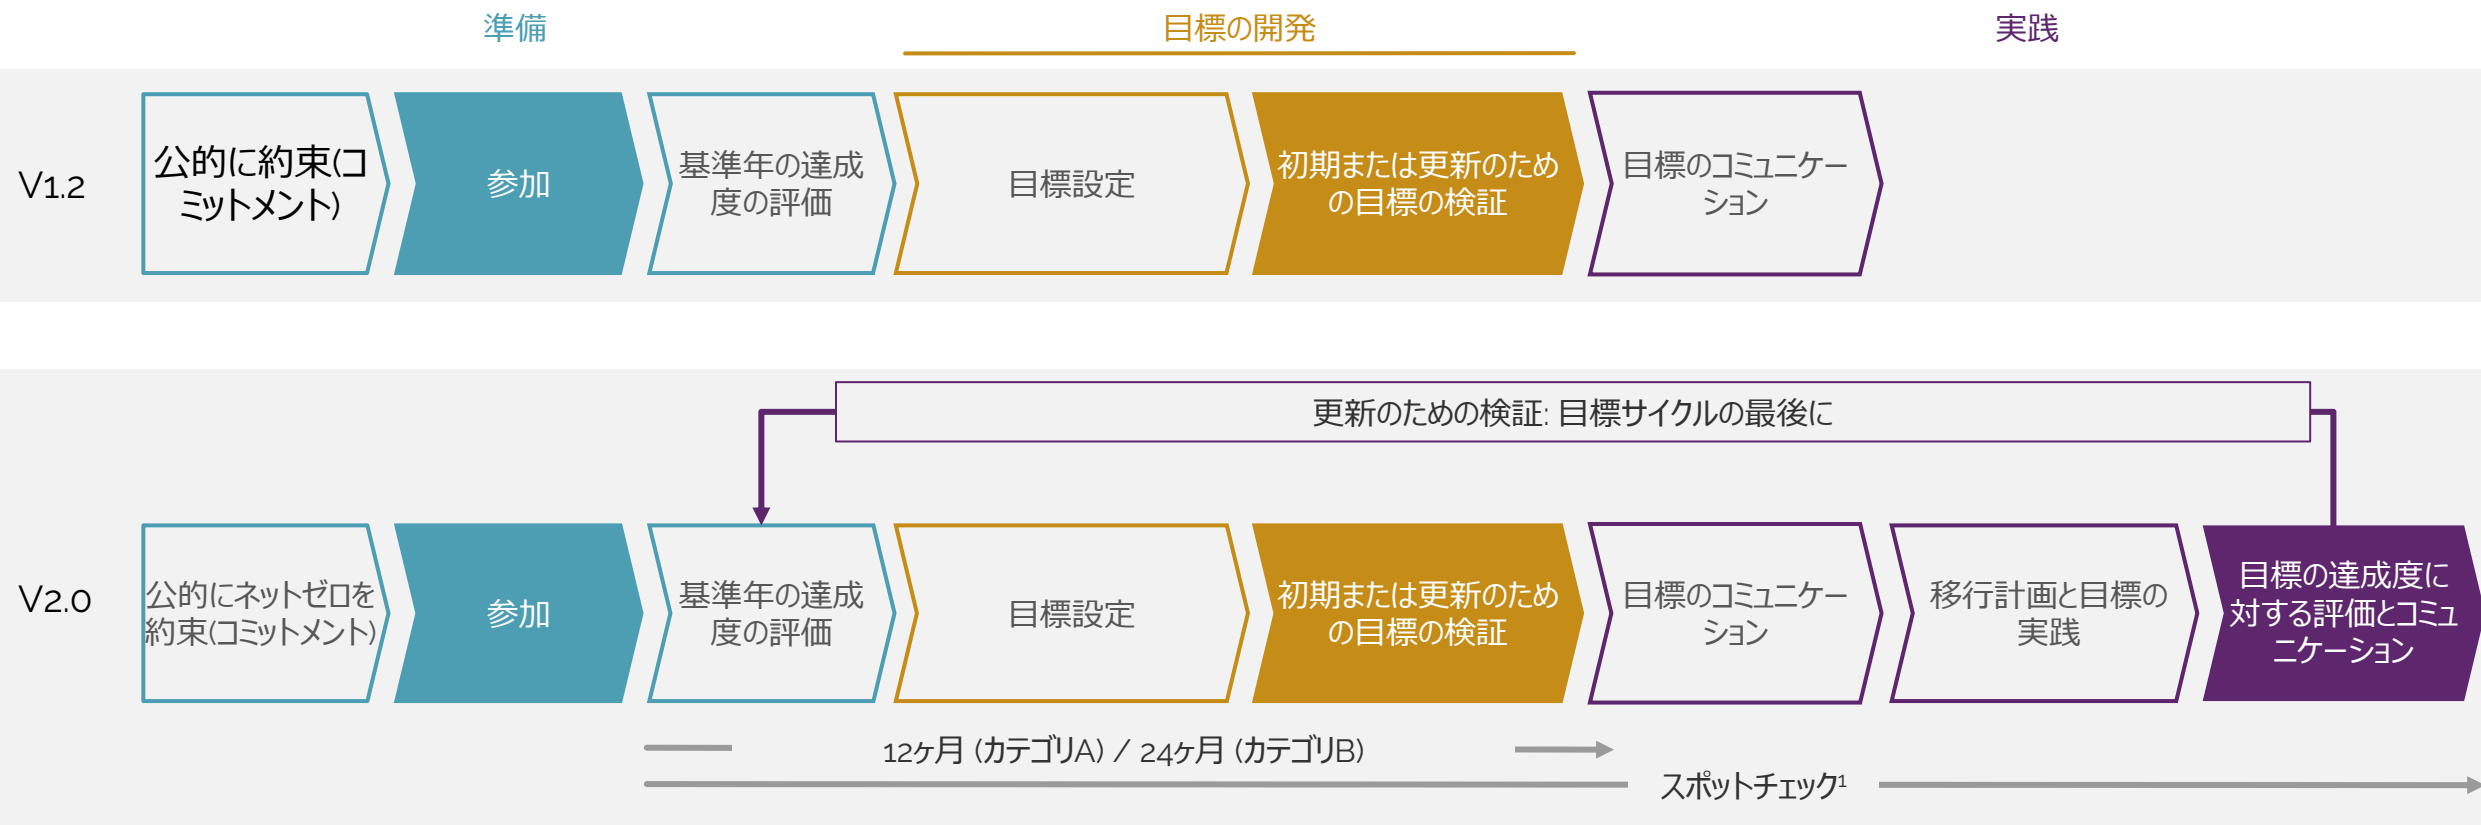 準備
目標の開発
実践
V1.2
公的に約束(コ
ミットメント)
参加
基準年の達成
度の評価
目標設定
初期または更新のため
の目標の検証
目標のコミュニケー
ション
更新のための検証: 目標サイクルの最後に
V2.0
公的にネットゼロを
約束(コミットメント)
参加
基準年の達成
度の評価
目標設定
初期または更新のため
の目標の検証
目標のコミュニケー
ション
移行計画と目標の
実践
目標の達成度に
対する評価とコミュ
ニケーション
12ヶ月 (カテゴリA) / 24ヶ月 (カテゴリB)
スポットチェック¹